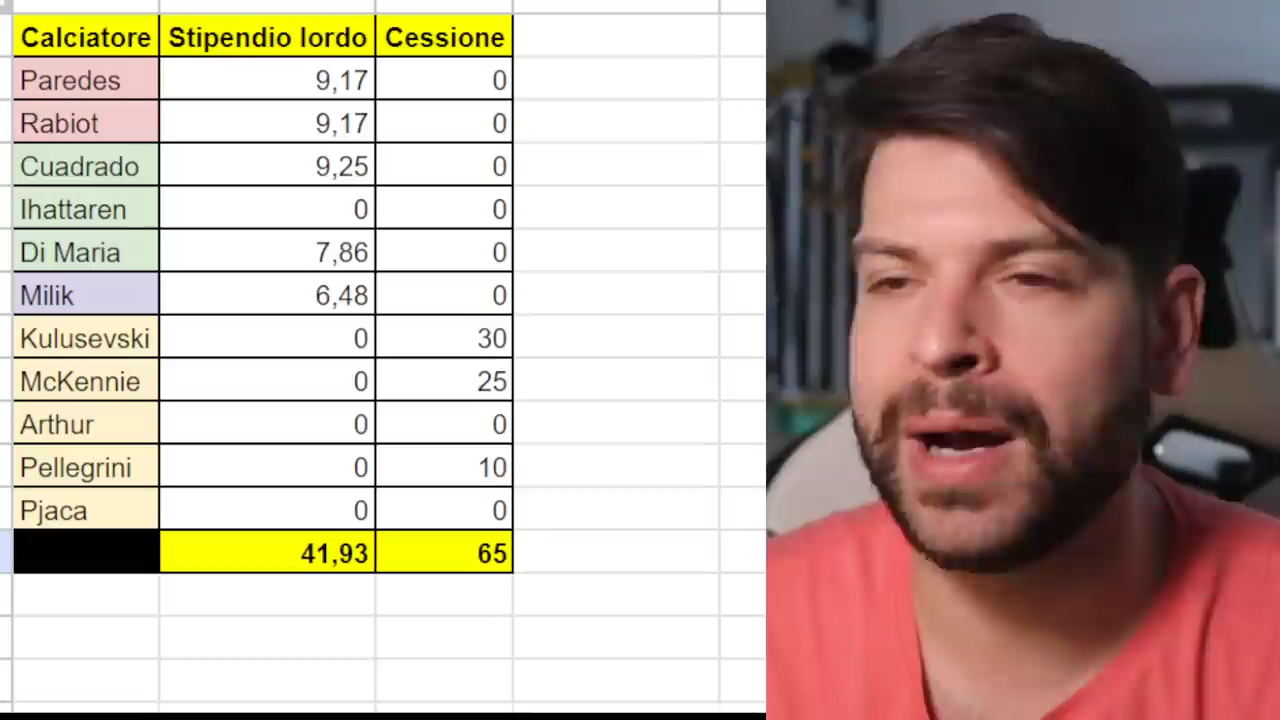 Calciatore Stipendio lordo Cessione
Paredes 9,17 0
Rabiot 9,17 0
Cuadrado 9,25 0
Ihattaren 0 0
Di Maria 7,86 0
Milik 6,48 0
Kulusevski 0 30
McKennie 0 25
Arthur 0 0
Pellegrini 0 10
Pjaca 0 0
41,93 65